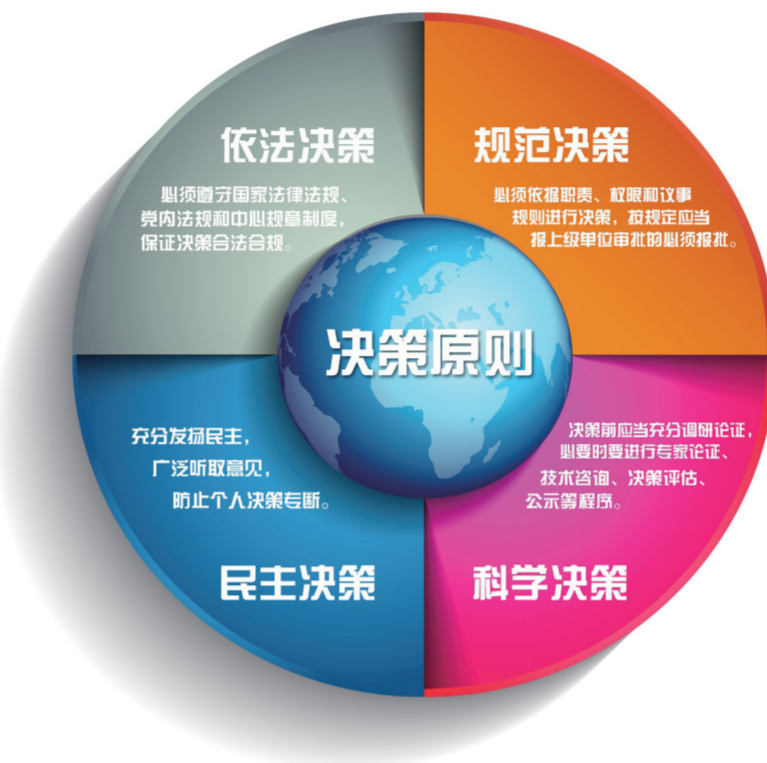 依法决策
必须遵守国家法律法规、
党内法规和中心规章制度,
保证决策合法合规。
规范决策
必须依据职责、权限和议事
规则进行决策,按规定应当
报上级单位审批的必须报批。
决策原则
充分发扬民主,
广泛听取意见,
防止个人决策专断。
民主决策
决策前应当充分调研论证,
必要时要进行专家论证、
技术咨询、决策评估、
公示等程序。
科学决策